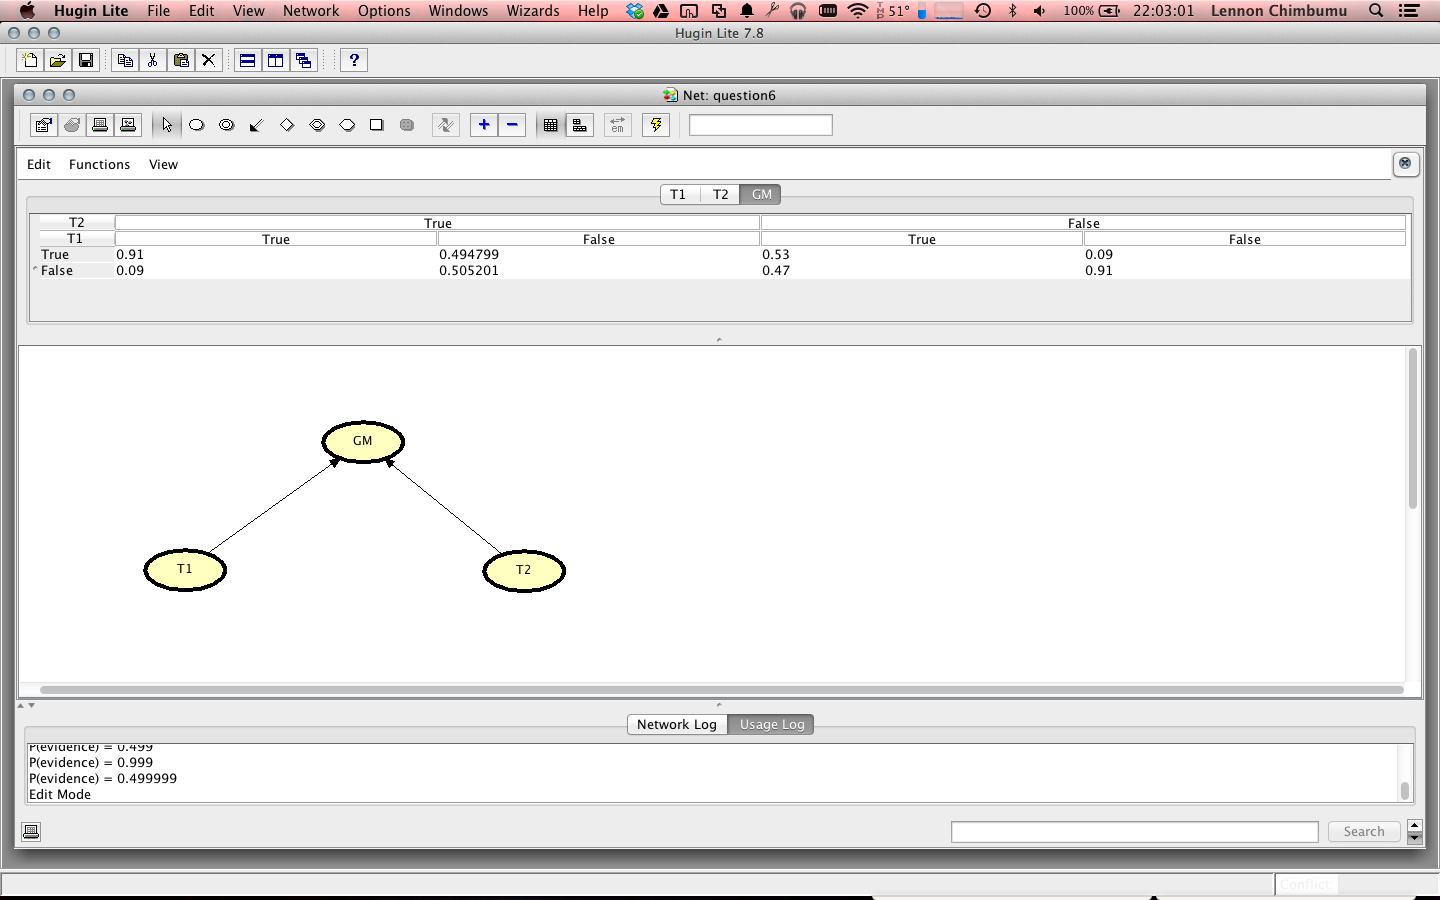 Hugin Lite File Edit View Network Options Windows Wizards Help 51° 100% 22:03:01 Lennon Chimbumu
Hugin Lite 7.8
?
Net: question6
+ − em
Edit Functions View
T1 T2 GM
T2 True False
T1 True False True False
True 0.91 0.494799 0.53 0.09
False 0.09 0.505201 0.47 0.91
GM
T1 T2
Network Log Usage Log
P(evidence) = 0.499
P(evidence) = 0.999
P(evidence) = 0.499999
Edit Mode
Search
Conflict: